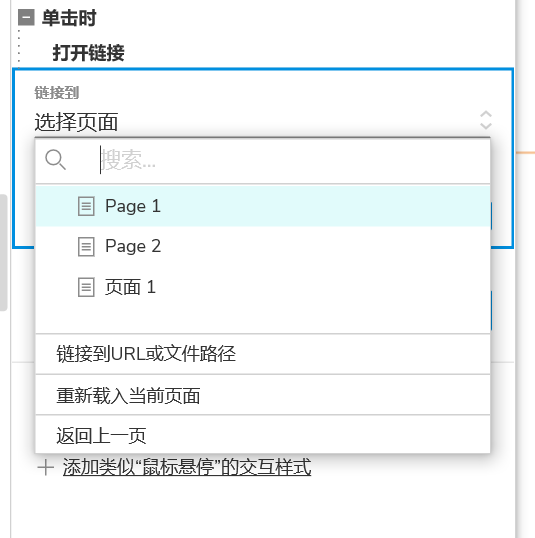 单击时
打开链接
链接到
选择页面
搜索...
Page 1
Page 2
页面 1
链接到URL或文件路径
重新载入当前页面
返回上一页
添加类似“鼠标悬停”的交互样式